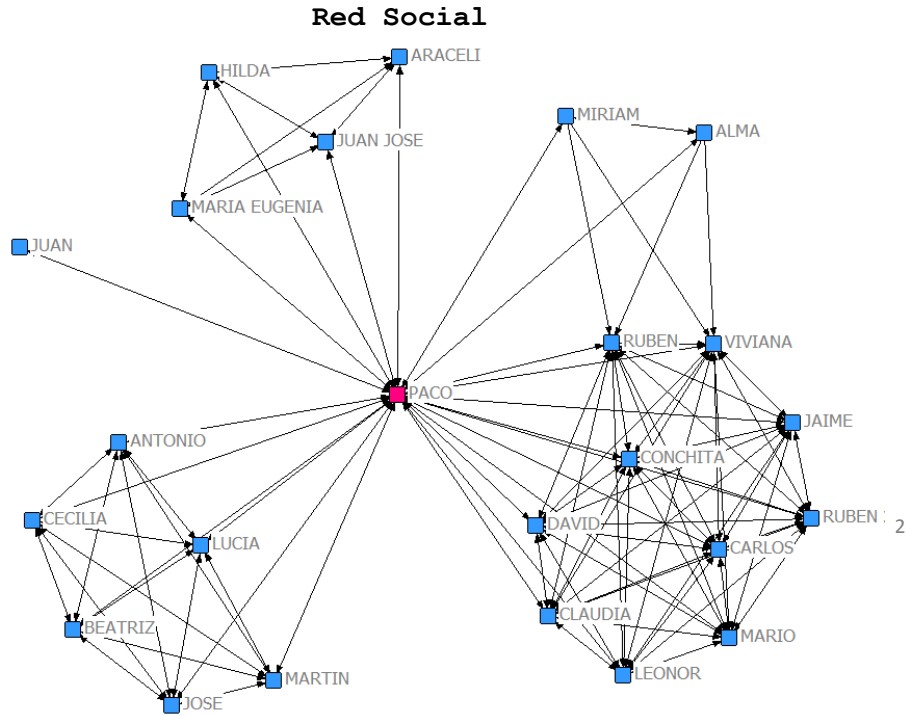 Red Social
ARACELI
HILDA
MIRIAM
ALMA
JUAN JOSE
MARIA EUGENIA
JUAN
RUBEN
VIVIANA
PACO
JAIME
ANTONIO
CONCHITA
CECILIA
DAVID
RUBEN 2
LUCIA
CARLOS
CLAUDIA
BEATRIZ
MARIO
LEONOR
MARTIN
JOSE